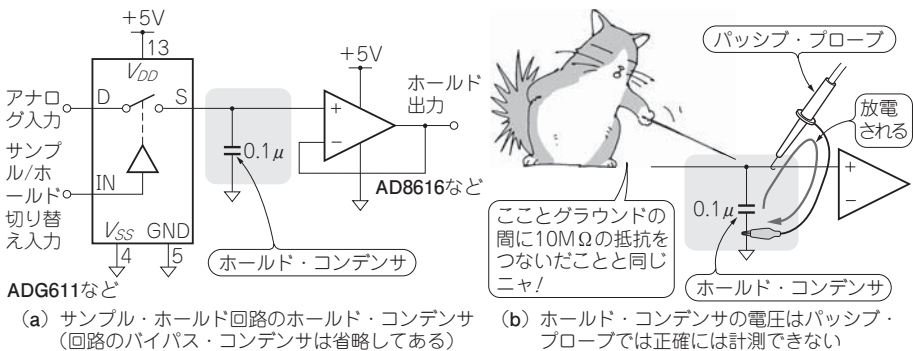 +5V
13
VDD
D
S
アナロ
グ入力
サンプ
ル/ホ
ールド
切り替
え入力
IN
VSS
GND
4
5
ADG611など
0.1μ
ホールド・コンデンサ
+5V
+
−
ホールド
出力
AD8616など
(a) サンプル・ホールド回路のホールド・コンデンサ
(回路のバイパス・コンデンサは省略してある)
パッシブ・プローブ
放電
される
+
−
0.1μ
ここととグラウンドの
間に10MΩの抵抗を
つないだことと同じ
ニャ!
ホールド・コンデンサ
(b) ホールド・コンデンサの電圧はパッシブ・
プローブでは正確には計測できない